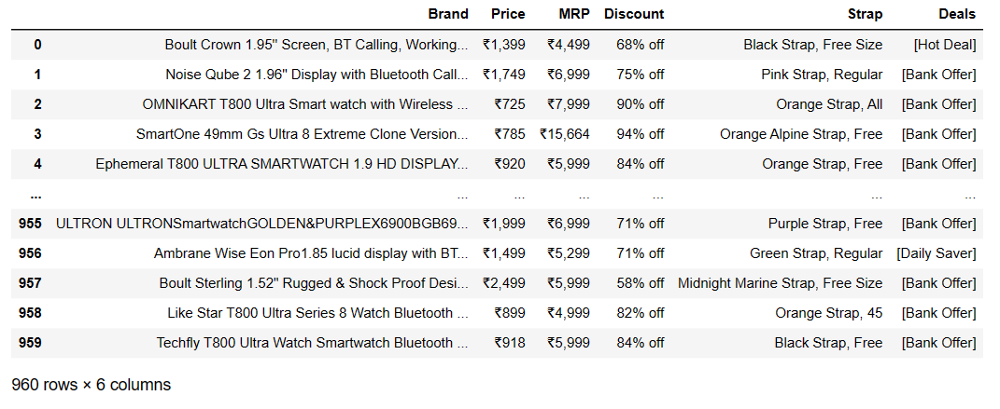 Brand Price MRP Discount Strap Deals
0 Boult Crown 1.95" Screen, BT Calling, Working... ₹1,399 ₹4,499 68% off Black Strap, Free Size [Hot Deal]
1 Noise Qube 2 1.96" Display with Bluetooth Call... ₹1,749 ₹6,999 75% off Pink Strap, Regular [Bank Offer]
2 OMNIKART T800 Ultra Smart watch with Wireless ... ₹725 ₹7,999 90% off Orange Strap, All [Bank Offer]
3 SmartOne 49mm Gs Ultra 8 Extreme Clone Version... ₹785 ₹15,664 94% off Orange Alpine Strap, Free [Bank Offer]
4 Ephemeral T800 ULTRA SMARTWATCH 1.9 HD DISPLAY... ₹920 ₹5,999 84% off Orange Strap, Free [Bank Offer]
... ... ... ... ... ... ...
955 ULTRON ULTRONSmartwatchGOLDEN&PURPLEX6900BGB69... ₹1,999 ₹6,999 71% off Purple Strap, Free [Bank Offer]
956 Ambrane Wise Eon Pro1.85 lucid display with BT... ₹1,499 ₹5,299 71% off Green Strap, Regular [Daily Saver]
957 Boult Sterling 1.52" Rugged & Shock Proof Desi... ₹2,499 ₹5,999 58% off Midnight Marine Strap, Free Size [Bank Offer]
958 Like Star T800 Ultra Series 8 Watch Bluetooth ... ₹899 ₹4,999 82% off Orange Strap, 45 [Bank Offer]
959 Techfly T800 Ultra Watch Smartwatch Bluetooth ... ₹918 ₹5,999 84% off Black Strap, Free [Bank Offer]
960 rows × 6 columns